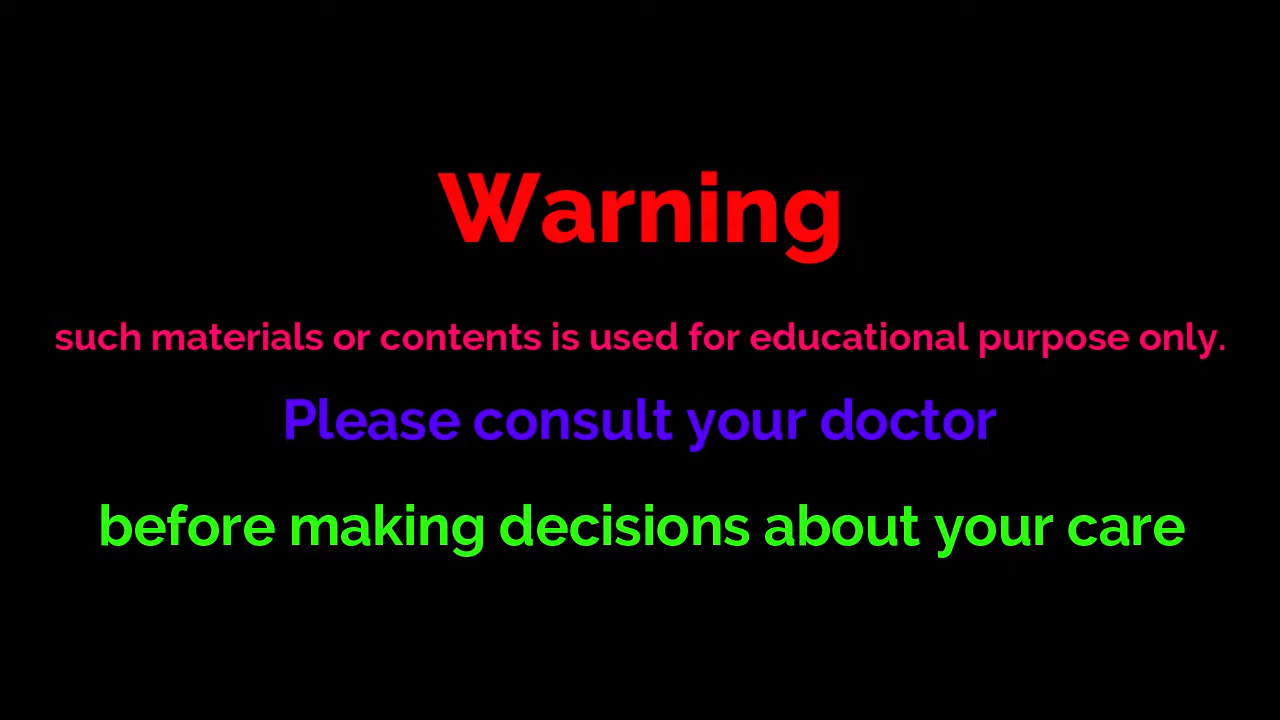 Warning
such materials or contents is used for educational purpose only.
Please consult your doctor
before making decisions about your care